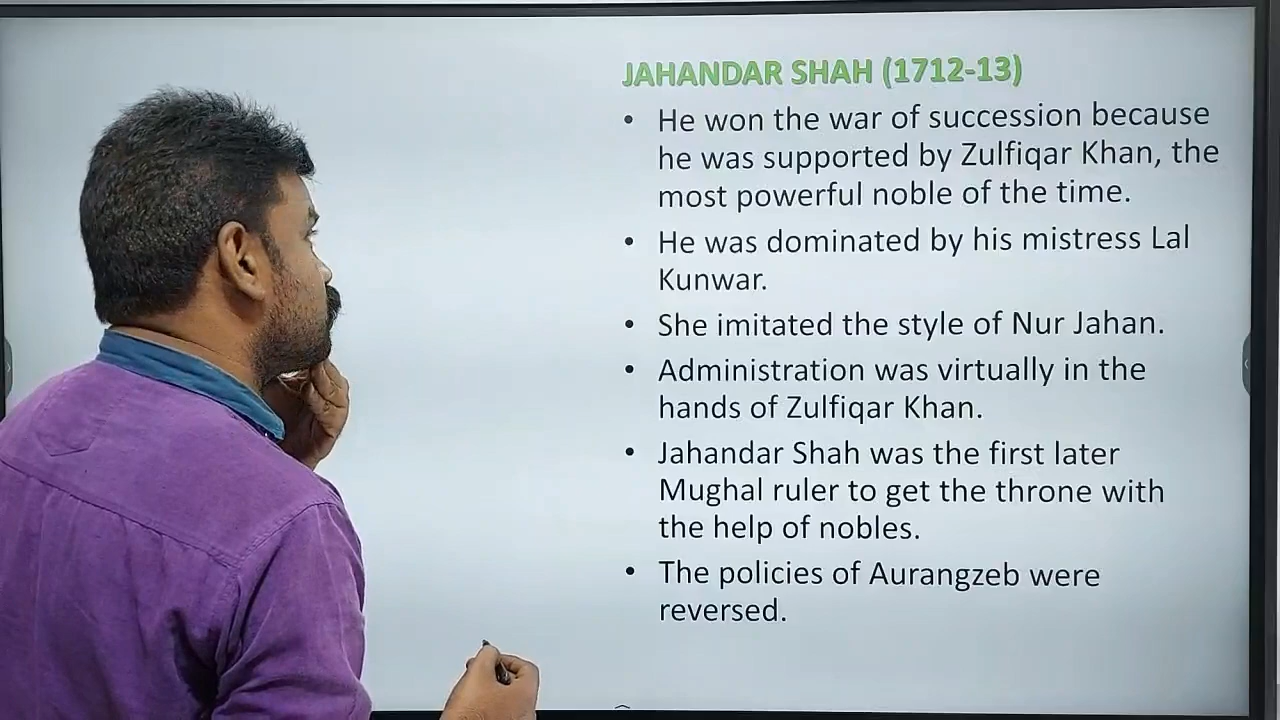 JAHANDAR SHAH (1712-13)
• He won the war of succession because
he was supported by Zulfiqar Khan, the
most powerful noble of the time.
• He was dominated by his mistress Lal
Kunwar.
• She imitated the style of Nur Jahan.
• Administration was virtually in the
hands of Zulfiqar Khan.
• Jahandar Shah was the first later
Mughal ruler to get the throne with
the help of nobles.
• The policies of Aurangzeb were
reversed.